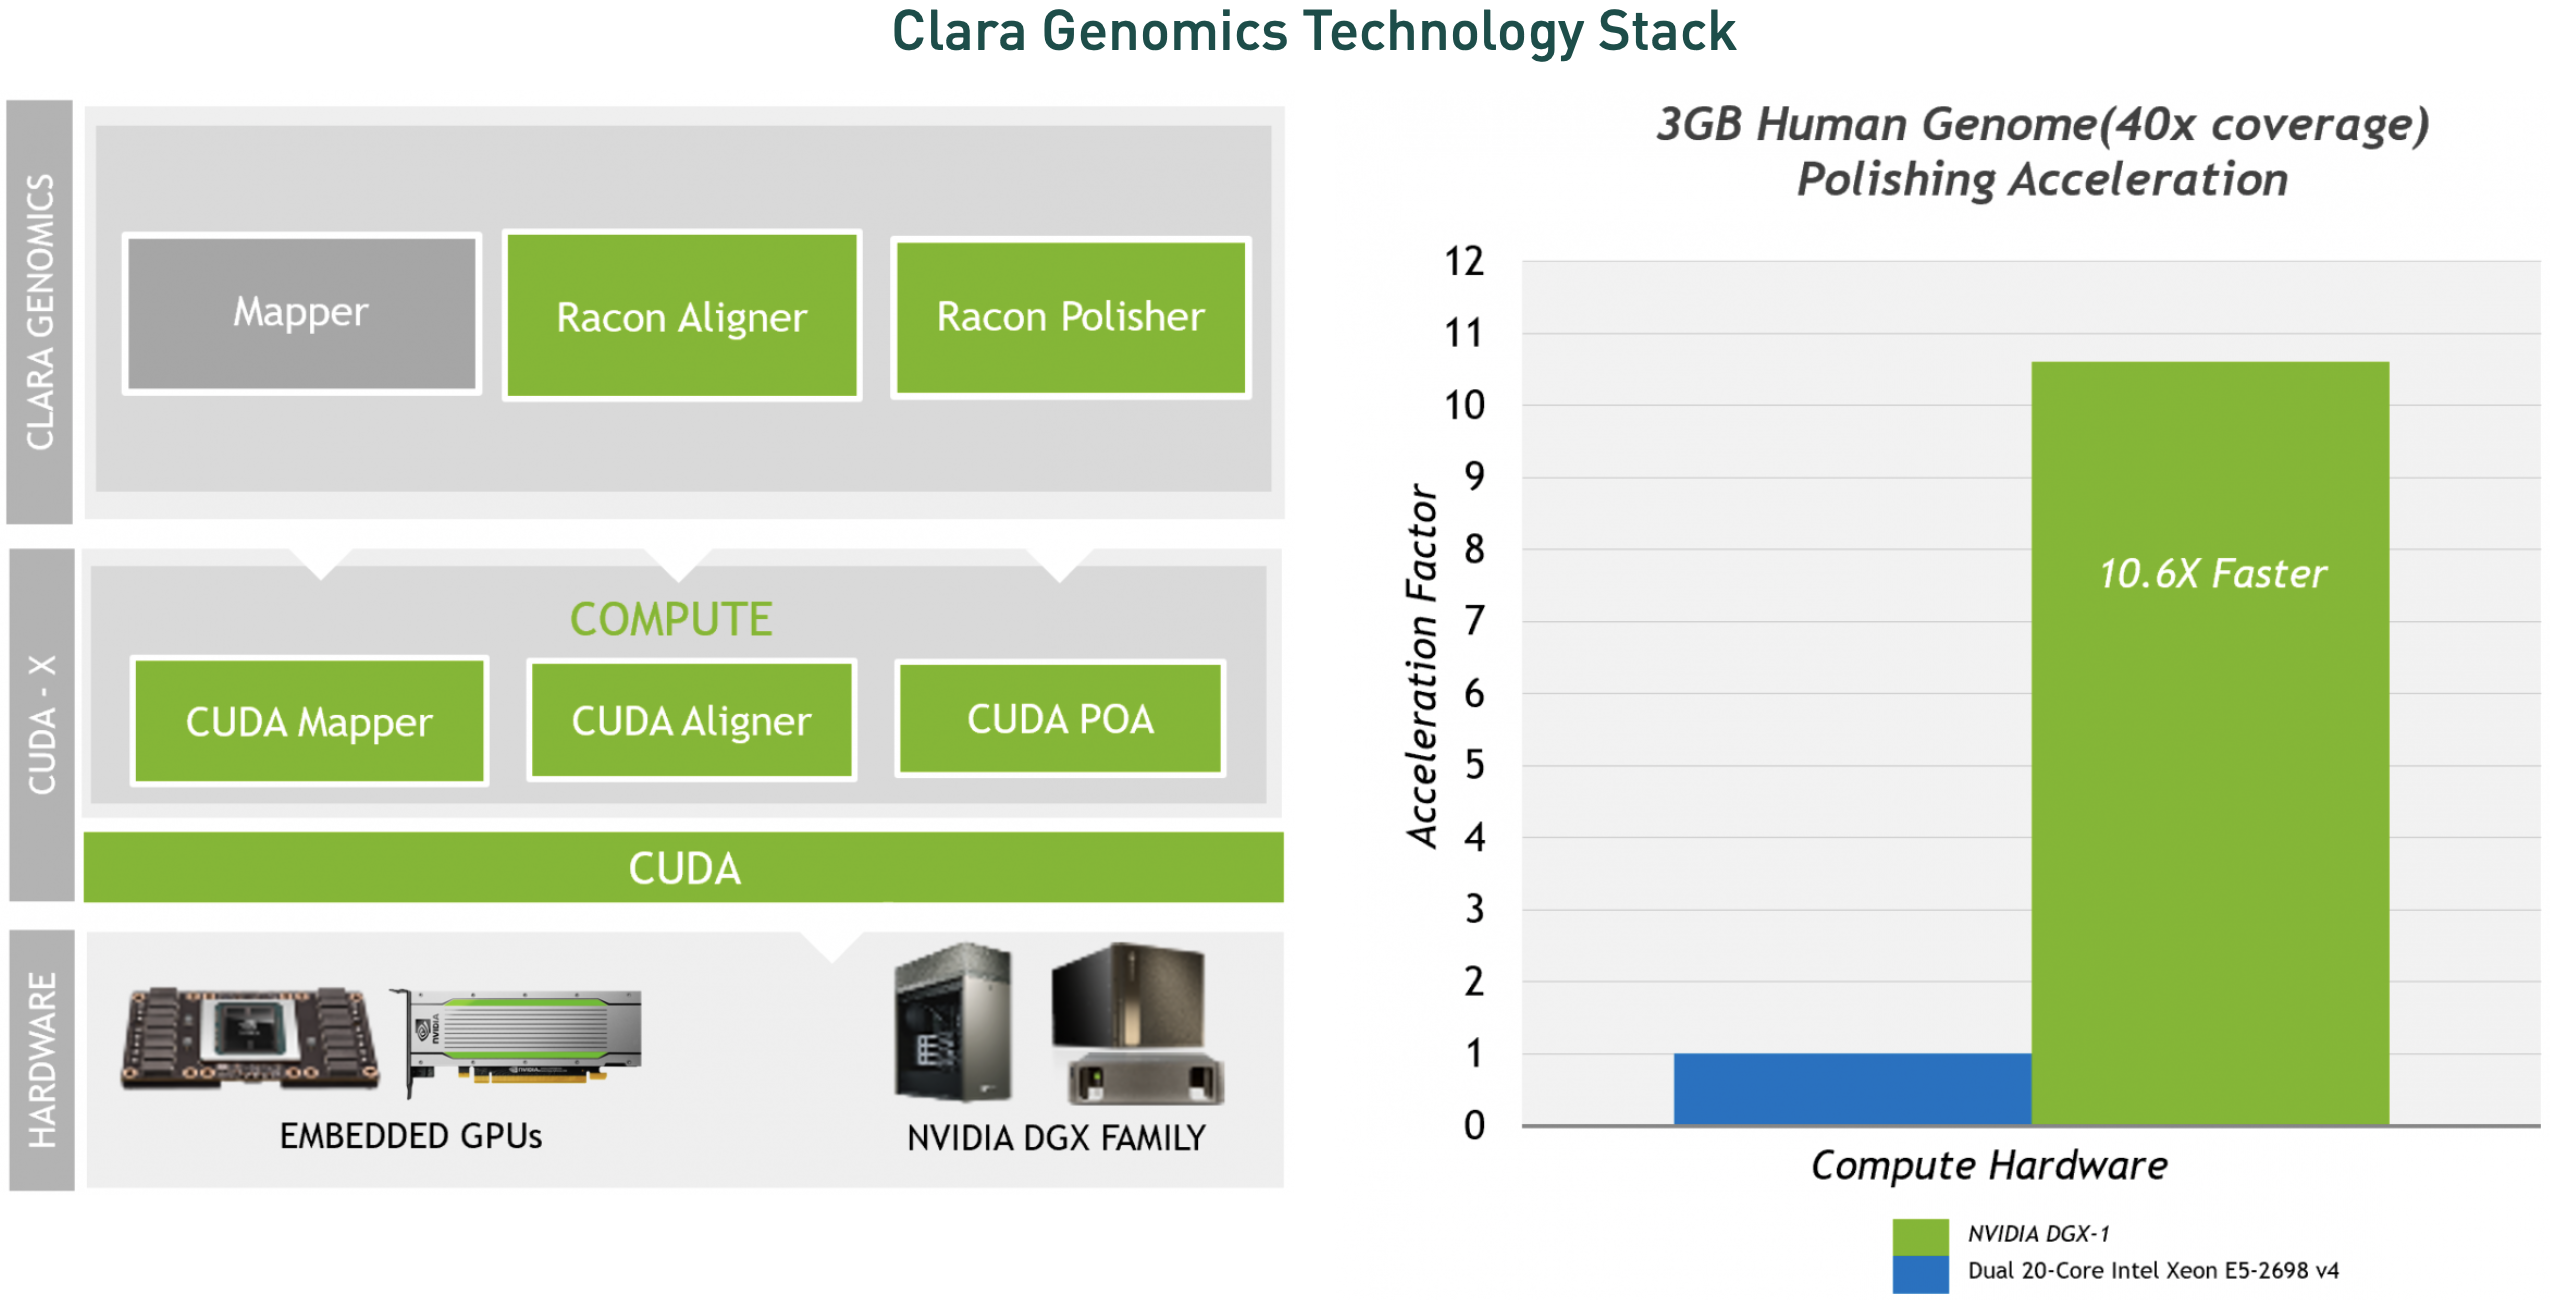 Clara Genomics Technology Stack
CLARA GENOMICS
Mapper
Racon Aligner
Racon Polisher
CUDA - X
COMPUTE
CUDA Mapper
CUDA Aligner
CUDA POA
CUDA
HARDWARE
NVIDIA
NVIDIA
EMBEDDED GPUs
NVIDIA DGX FAMILY
3GB Human Genome(40x coverage)
Polishing Acceleration
Acceleration Factor
12
11
10
9
8
7
6
5
4
3
2
1
0
10.6X Faster
Compute Hardware
NVIDIA DGX-1
Dual 20-Core Intel Xeon E5-2698 v4